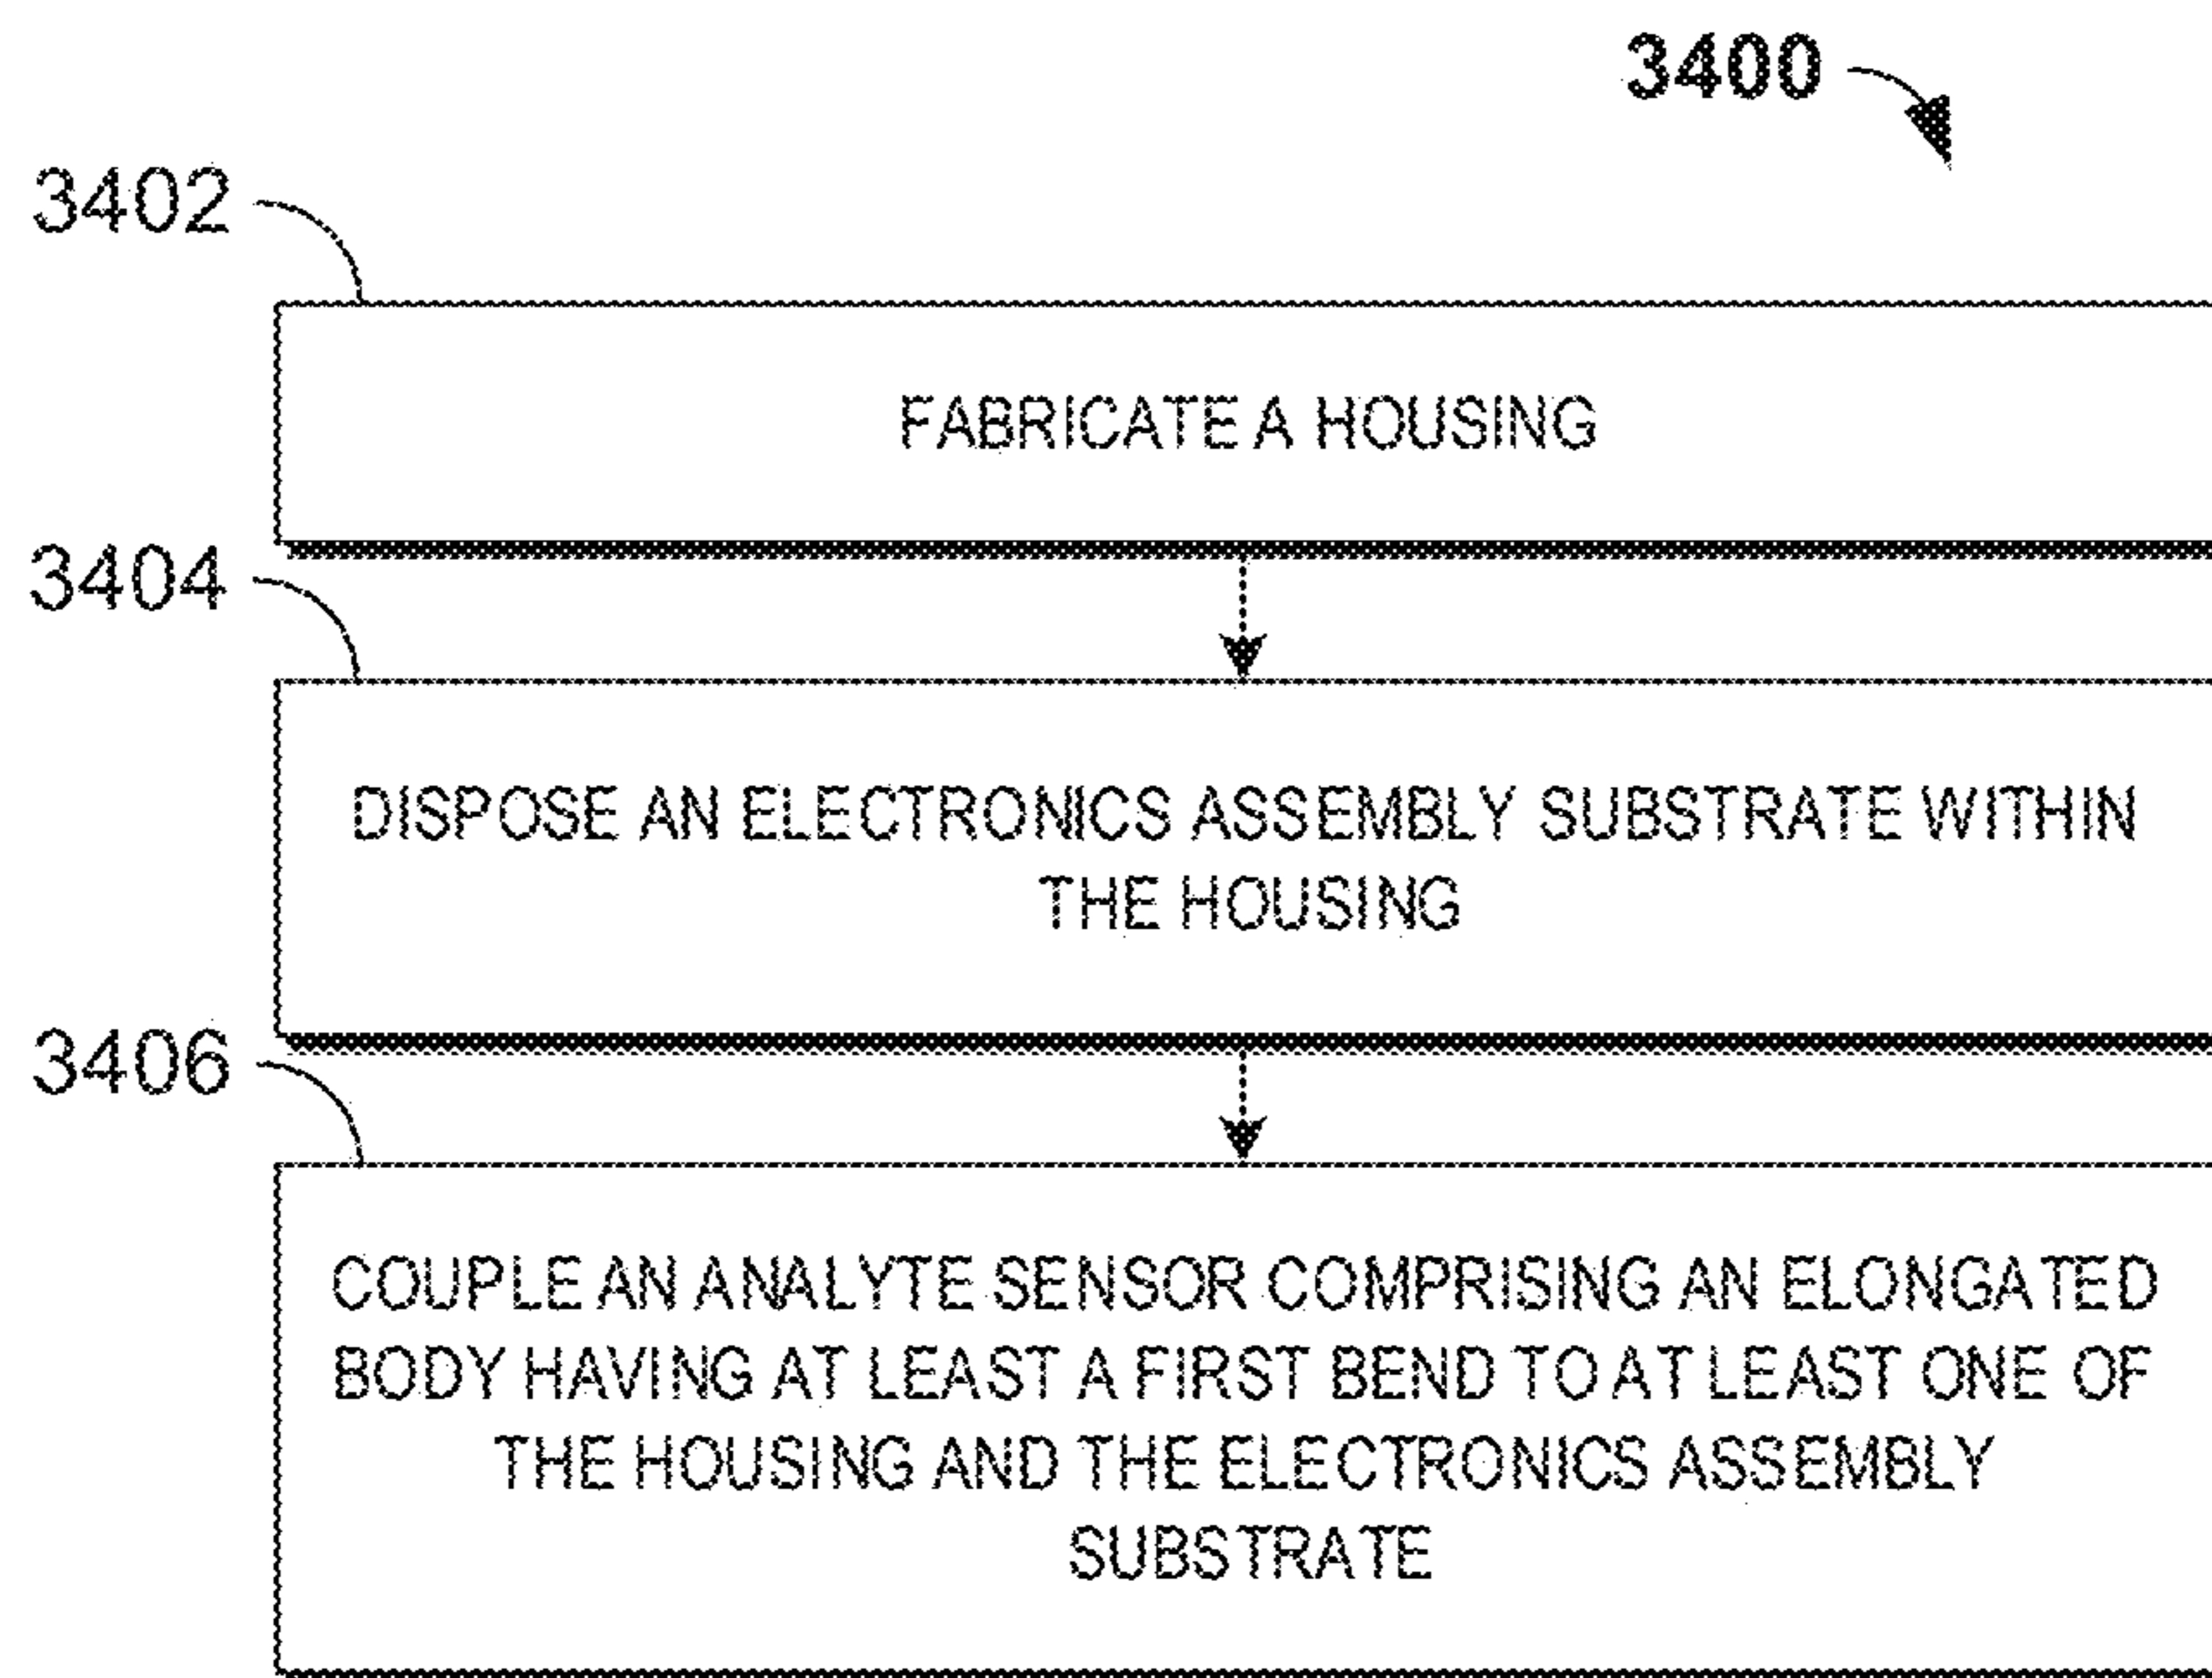 3400
3402
FABRICATE A HOUSING
3404
DISPOSE AN ELECTRONICS ASSEMBLY SUBSTRATE WITHIN
THE HOUSING
3406
COUPLE AN ANALYTE SENSOR COMPRISING AN ELONGATED
BODY HAVING AT LEAST A FIRST BEND TO AT LEAST ONE OF
THE HOUSING AND THE ELECTRONICS ASSEMBLY
SUBSTRATE